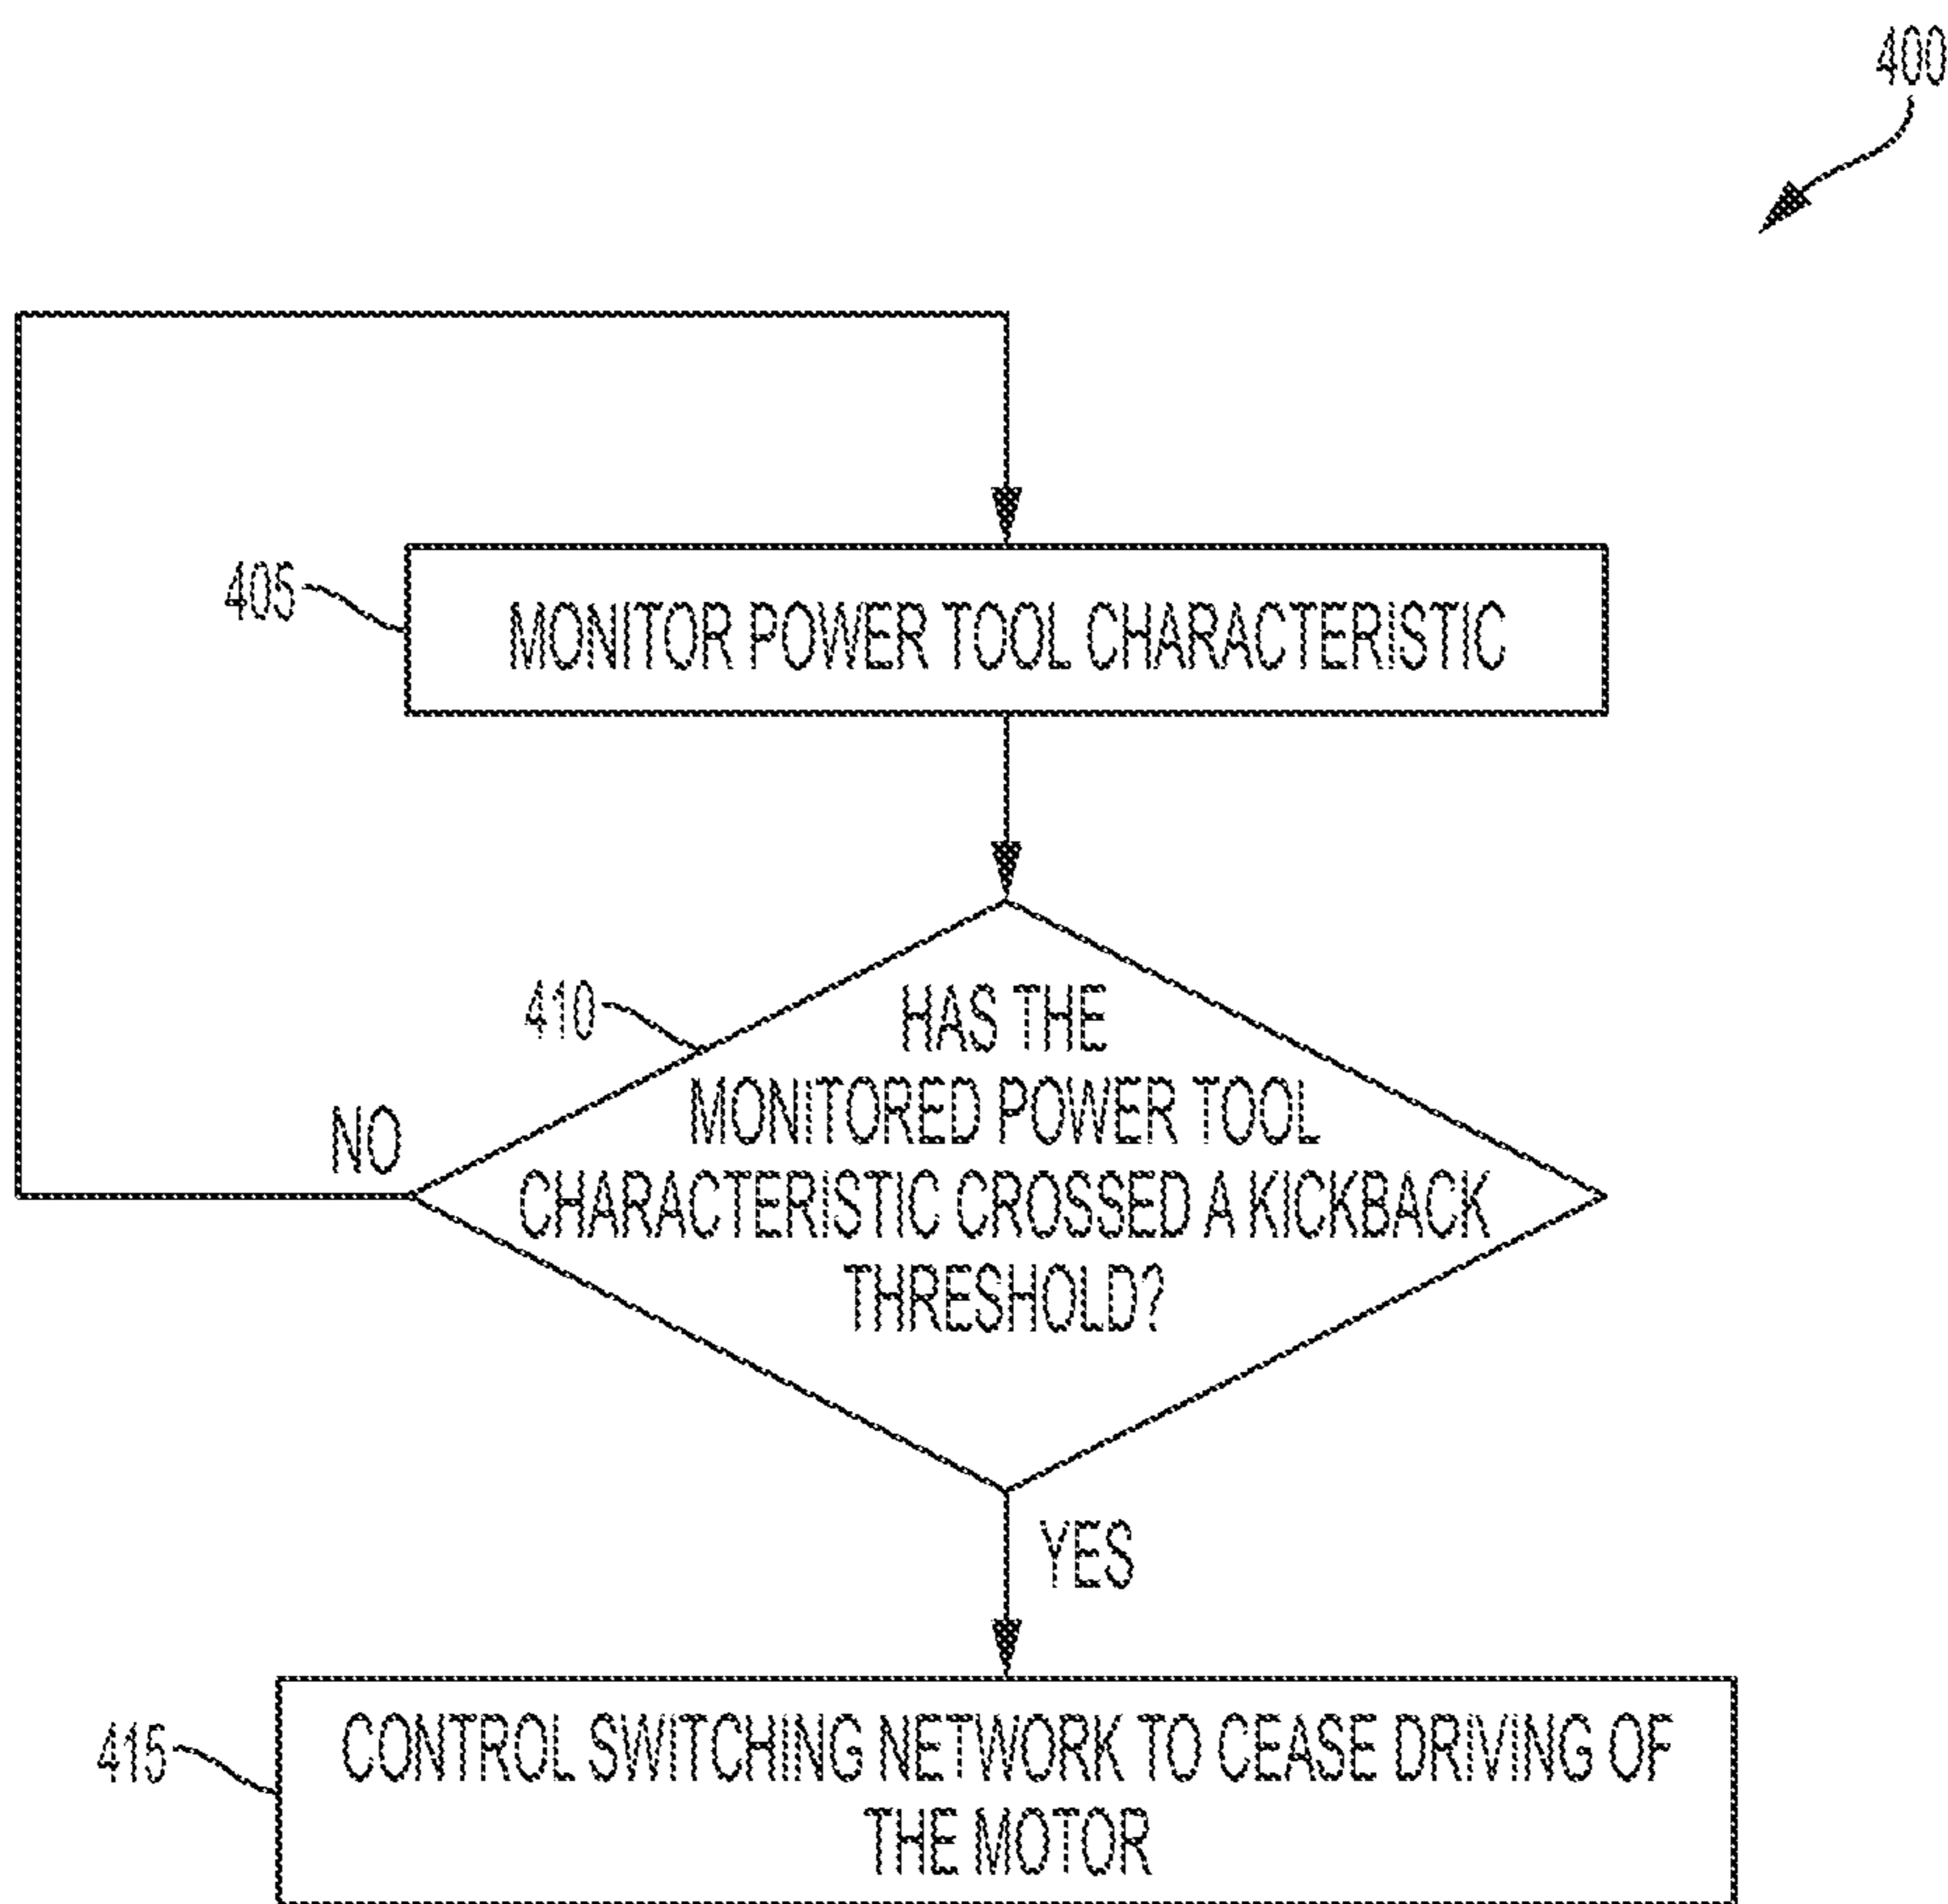 400
405
MONITOR POWER TOOL CHARACTERISTIC
410
HAS THE
MONITORED POWER TOOL
CHARACTERISTIC CROSSED A KICKBACK
THRESHOLD?
NO
YES
415
CONTROL SWITCHING NETWORK TO CEASE DRIVING OF
THE MOTOR